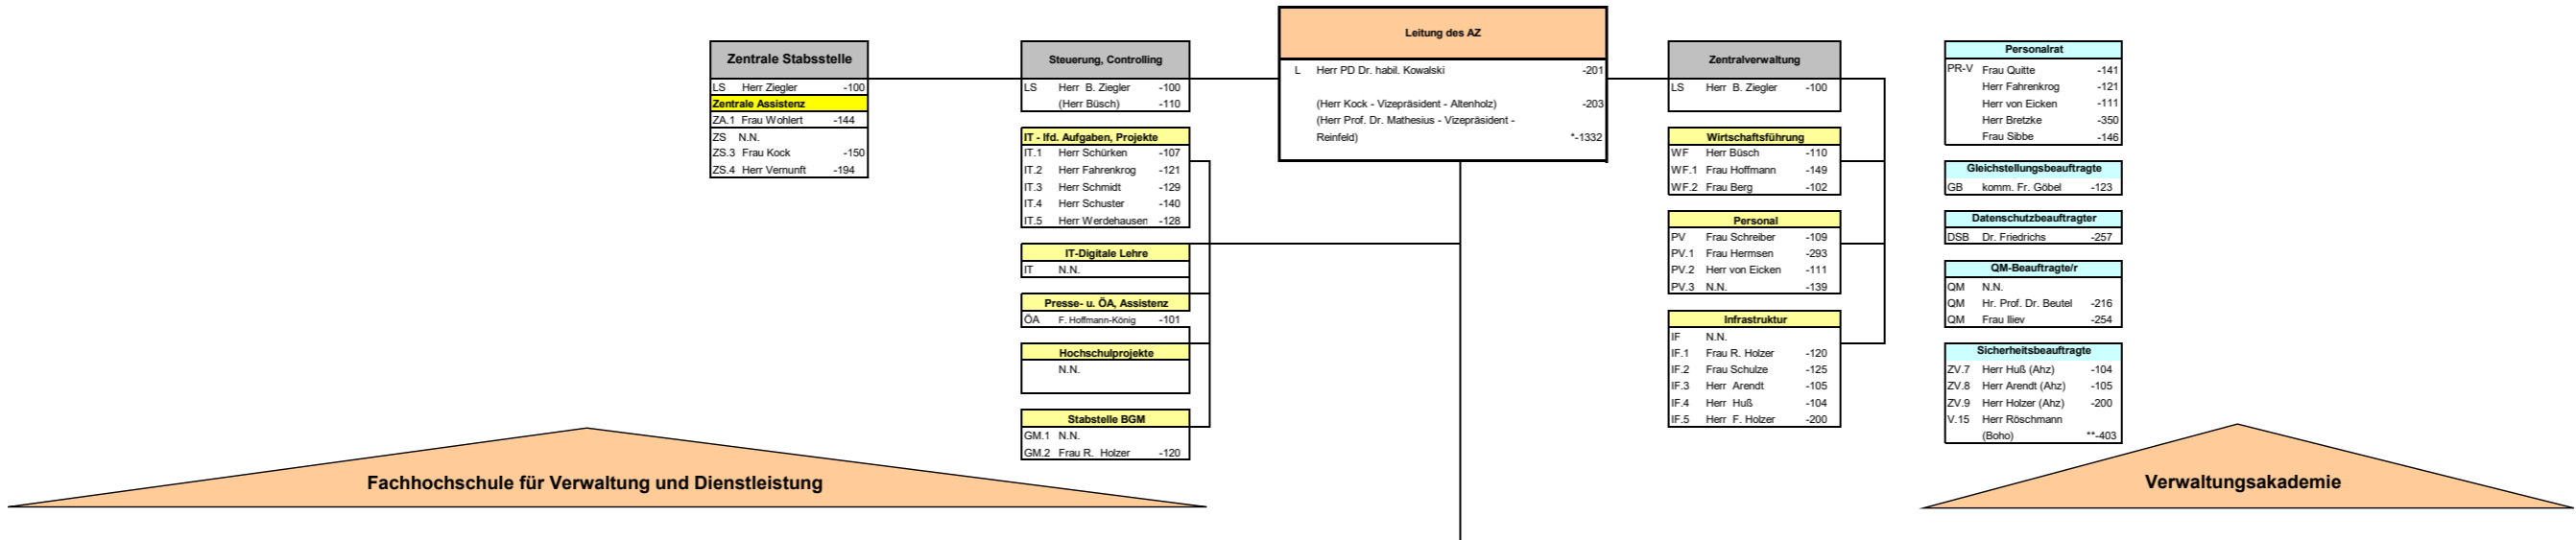 Zentrale Stabsstelle
LS Herr Ziegler -100
Zentrale Assistenz
ZA.1 Frau Wohlert -144
ZS N.N.
ZS.3 Frau Kock -150
ZS.4 Herr Vernunft -194
Steuerung, Controlling
LS Herr B. Ziegler -100
(Herr Büsch) -110
IT - lfd. Aufgaben, Projekte
IT.1 Herr Schürken -107
IT.2 Herr Fahrenkrog -121
IT.3 Herr Schmidt -129
IT.4 Herr Schuster -140
IT.5 Herr Werdehausen -128
IT-Digitale Lehre
IT N.N.
Presse- u. ÖA, Assistenz
ÖA F. Hoffmann-König -101
Hochschulprojekte
N.N.
Stabstelle BGM
GM.1 N.N.
GM.2 Frau R. Holzer -120
Leitung des AZ
L Herr PD Dr. habil. Kowalski -201
(Herr Kock - Vizepräsident - Altenholz) -203
(Herr Prof. Dr. Mathesius - Vizepräsident -
Reinfeld) *-1332
Zentralverwaltung
LS Herr B. Ziegler -100
Wirtschaftsführung
WF Herr Büsch -110
WF.1 Frau Hoffmann -149
WF.2 Frau Berg -102
Personal
PV Frau Schreiber -109
PV.1 Frau Hermsen -293
PV.2 Herr von Eicken -111
PV.3 N.N. -139
Infrastruktur
IF N.N.
IF.1 Frau R. Holzer -120
IF.2 Frau Schulze -125
IF.3 Herr Arendt -105
IF.4 Herr Huß -104
IF.5 Herr F. Holzer -200
Personalrat
PR-V Frau Quitte -141
Herr Fahrenkrog -121
Herr von Eicken -111
Herr Bretzke -350
Frau Sibbe -146
Gleichstellungsbeauftragte
GB komm. Fr. Göbel -123
Datenschutzbeauftragter
DSB Dr. Friedrichs -257
QM-Beauftragte/r
QM N.N.
QM Hr. Prof. Dr. Beutel -216
QM Frau Iliev -254
Sicherheitsbeauftragte
ZV.7 Herr Huß (Ahz) -104
ZV.8 Herr Arendt (Ahz) -105
ZV.9 Herr Holzer (Ahz) -200
V.15 Herr Röschmann
(Boho) **-403
Fachhochschule für Verwaltung und Dienstleistung
Verwaltungsakademie